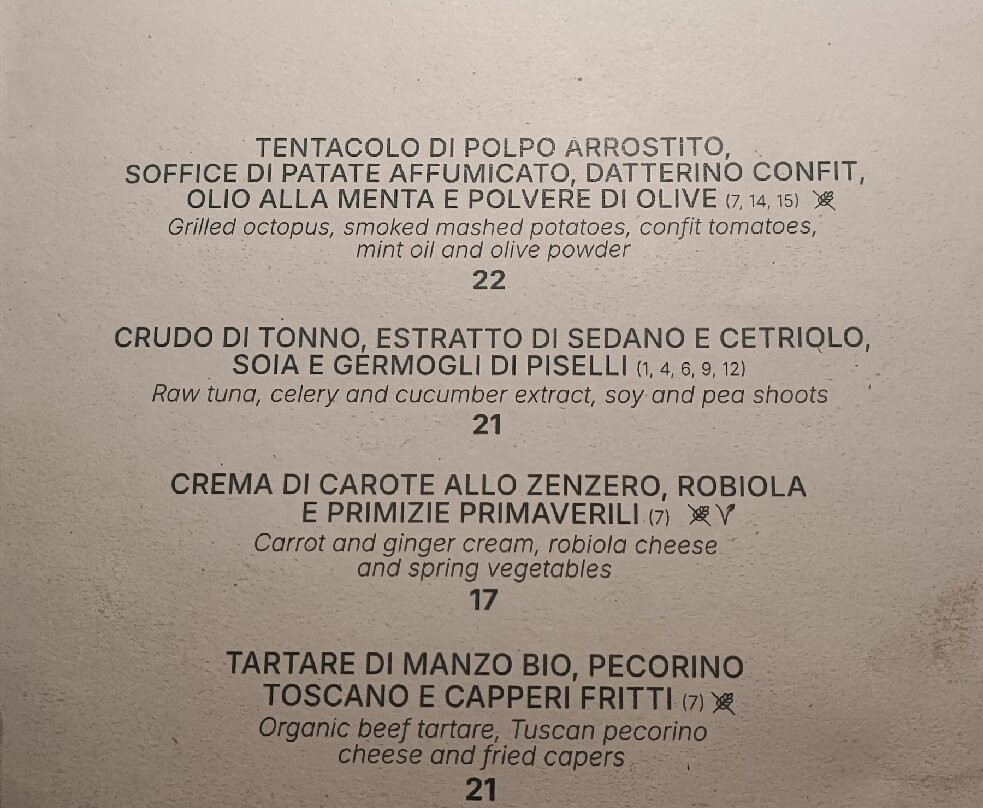 TENTACOLO DI POLPO ARROSTITO,
SOFFICE DI PATATE AFFUMICATO, DATTERINO CONFIT,
OLIO ALLA MENTA E POLVERE DI OLIVE (7, 14, 15)
Grilled octopus, smoked mashed potatoes, confit tomatoes,
mint oil and olive powder
22
CRUDO DI TONNO, ESTRATTO DI SEDANO E CETRIOLO,
SOIA E GERMOGLI DI PISELLI (1, 4, 6, 9, 12)
Raw tuna, celery and cucumber extract, soy and pea shoots
21
CREMA DI CAROTE ALLO ZENZERO, ROBIOLA
E PRIMIZIE PRIMAVERILI (7)
Carrot and ginger cream, robiola cheese
and spring vegetables
17
TARTARE DI MANZO BIO, PECORINO
TOSCANO E CAPPERI FRITTI (7)
Organic beef tartare, Tuscan pecorino
cheese and fried capers
21